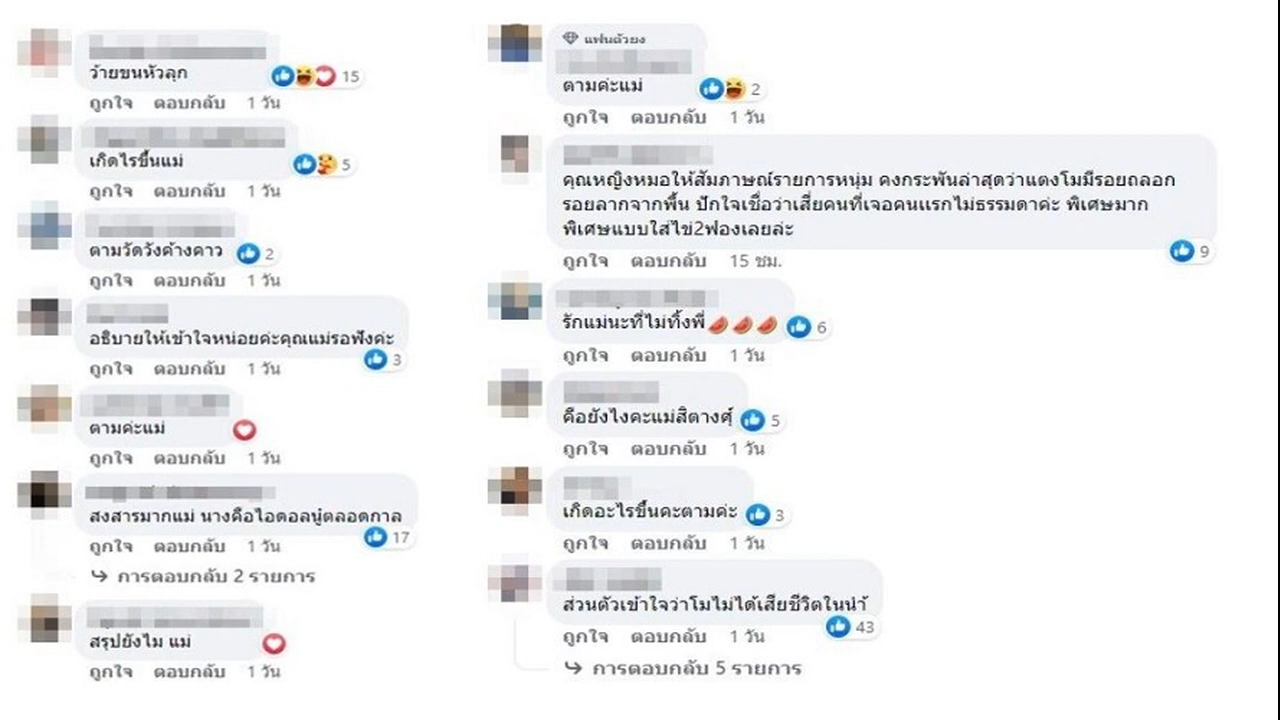 ว้ายขนหัวลุก
15
ถูกใจ ตอบกลับ 1 วัน
เกิดไรขึ้นแม่
5
ถูกใจ ตอบกลับ 1 วัน
ตามวัดวังค้างคาว
2
ถูกใจ ตอบกลับ 1 วัน
อธิบายให้เข้าใจหน่อยค่ะคุณแม่รอฟังค่ะ
3
ถูกใจ ตอบกลับ 1 วัน
ตามค่ะแม่
ถูกใจ ตอบกลับ 1 วัน
สงสารมากแม่ นางคือไอดอลนู๋ตลอดกาล
17
ถูกใจ ตอบกลับ 1 วัน
การตอบกลับ 2 รายการ
สรุปยังไม แม่
ถูกใจ ตอบกลับ 1 วัน
แฟนตัวยง
ตามค่ะแม่
2
ถูกใจ ตอบกลับ 1 วัน
คุณหญิงหมอให้สัมภาษณ์รายการหนุ่ม คงกระพันล่าสุดว่าแตงโมมีรอยถลอก
รอยลากจากพื้น ปักใจเชื่อว่าเสี่ยคนที่เจอคนแรกไม่ธรรมดาค่ะ พิเศษมาก
พิเศษแบบใส่ไข่2ฟองเลยล่ะ
9
ถูกใจ ตอบกลับ 15 ชม.
รักแม่นะที่ไม่ทิ้งพี่🍉🍉🍉
6
ถูกใจ ตอบกลับ 1 วัน
คือยังไงคะแม่สิตางศุ์
5
ถูกใจ ตอบกลับ 1 วัน
เกิดอะไรขึ้นคะตามค่ะ
3
ถูกใจ ตอบกลับ 1 วัน
ส่วนตัวเข้าใจว่าโมไม่ได้เสียชีวิตในน้ำ
43
ถูกใจ ตอบกลับ 1 วัน
การตอบกลับ 5 รายการ